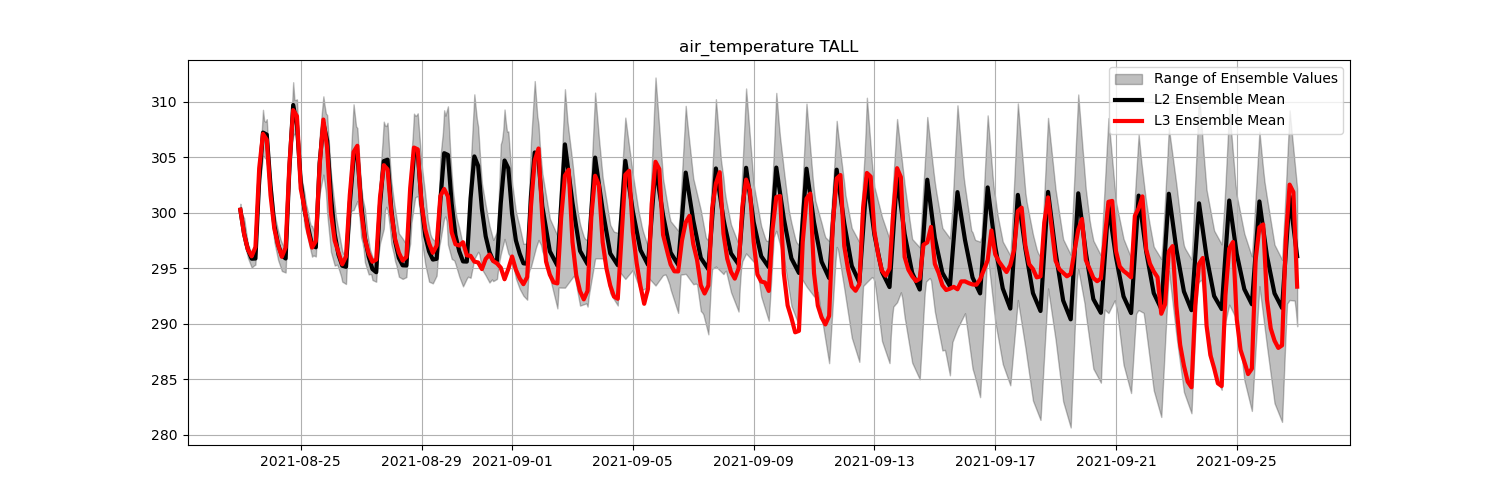 air_temperature TALL
Range of Ensemble Values
L2 Ensemble Mean
L3 Ensemble Mean
310
305
300
295
290
285
280
2021-08-25 2021-08-29 2021-09-01 2021-09-05 2021-09-09 2021-09-13 2021-09-17 2021-09-21 2021-09-25